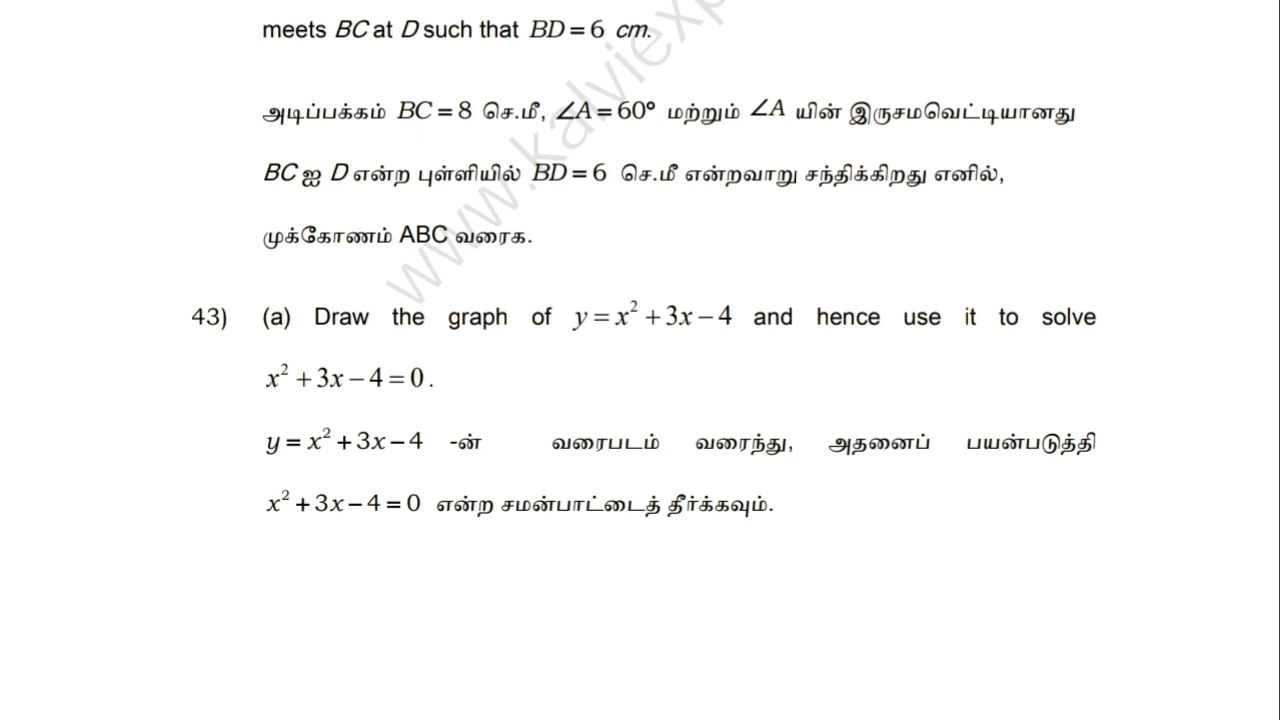 meets BC at D such that BD = 6 cm.
www.kalviexp
அடிப்பக்கம் BC = 8 செ.மீ, ∠A = 60° மற்றும் ∠A யின் இருசமவெட்டியானது
BC ஐ D என்ற புள்ளியில் BD = 6 செ.மீ என்றவாறு சந்திக்கிறது எனில்,
முக்கோணம் ABC வரைக.
43) (a) Draw the graph of y = x² + 3x − 4 and hence use it to solve
x² + 3x − 4 = 0.
y = x² + 3x − 4 -ன் வரைபடம் வரைந்து, அதனைப் பயன்படுத்தி
x² + 3x − 4 = 0 என்ற சமன்பாட்டைத் தீர்க்கவும்.